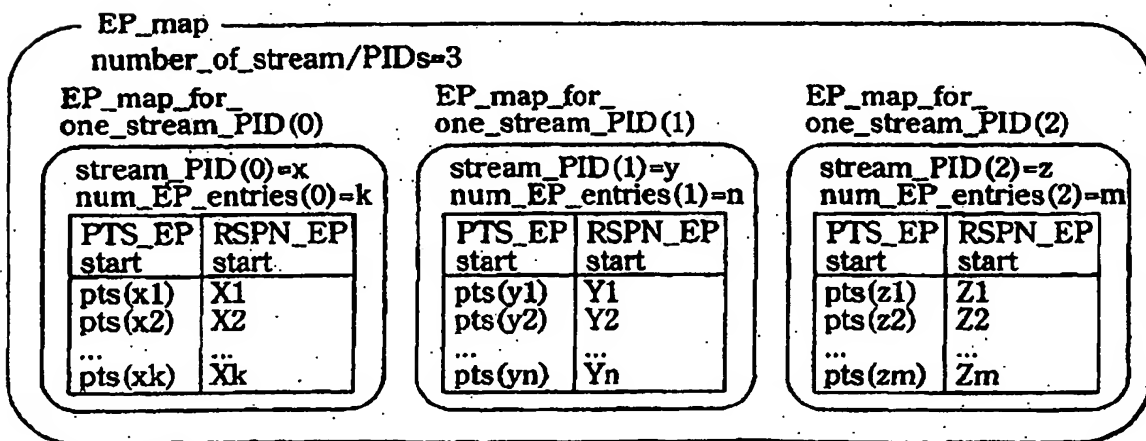 EP_map
number_of_stream/PIDs=3
EP_map_for_
one_stream_PID(0)
stream_PID(0)=x
num_EP_entries(0)=k
PTS_EP RSPN_EP
start start
pts(x1) X1
pts(x2) X2
... ...
pts(xk) Xk
EP_map_for_
one_stream_PID(1)
stream_PID(1)=y
num_EP_entries(1)=n
PTS_EP RSPN_EP
start start
pts(y1) Y1
pts(y2) Y2
... ...
pts(yn) Yn
EP_map_for_
one_stream_PID(2)
stream_PID(2)=z
num_EP_entries(2)=m
PTS_EP RSPN_EP
start start
pts(z1) Z1
pts(z2) Z2
... ...
pts(zm) Zm